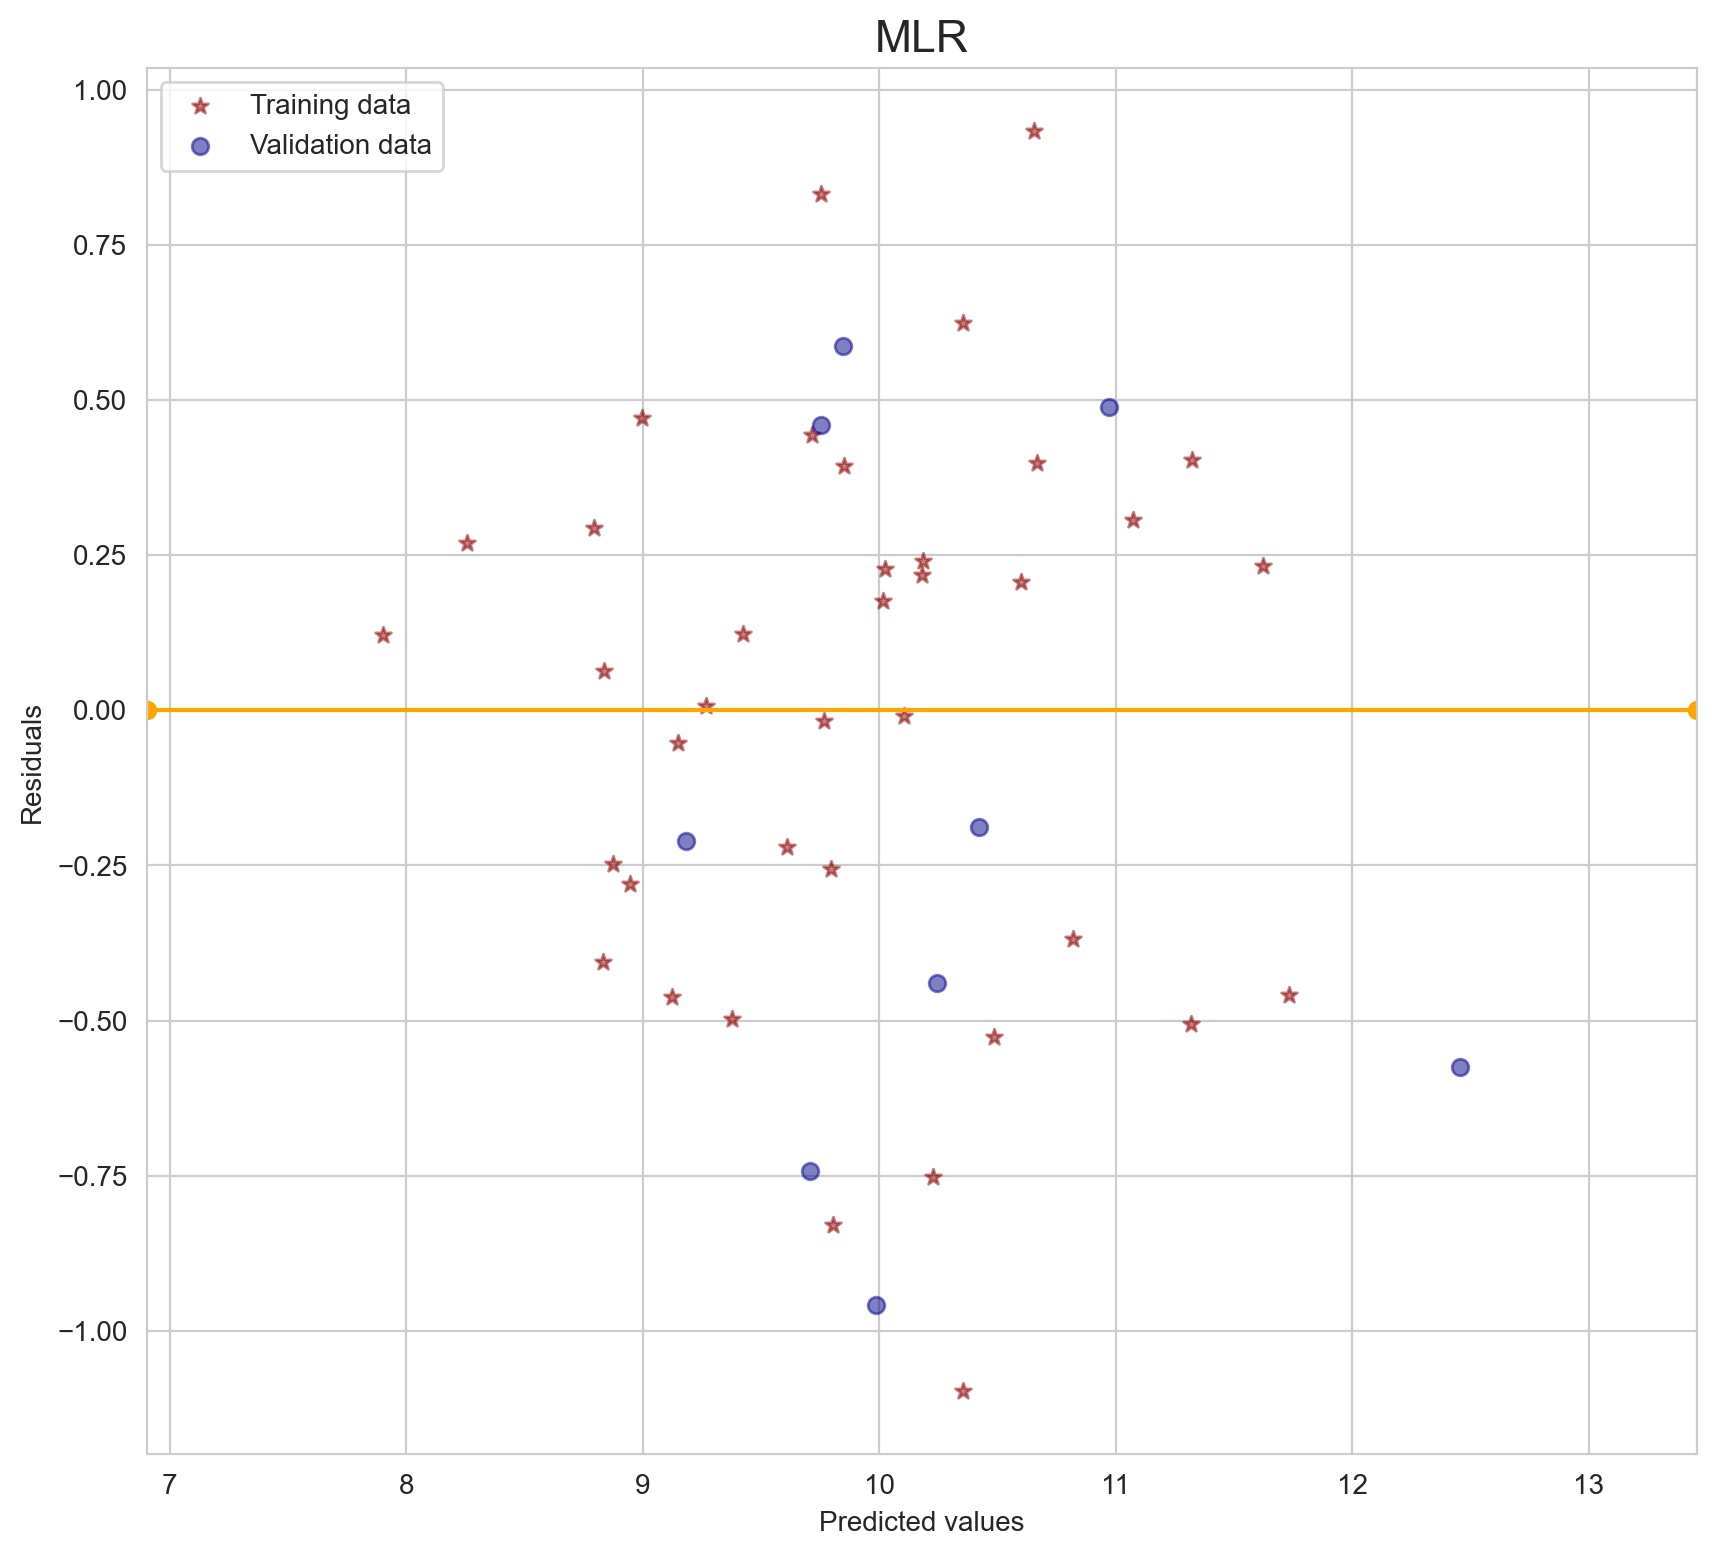 MLR
Training data
Validation data
1.00
0.75
0.50
0.25
0.00
−0.25
−0.50
−0.75
−1.00
Residuals
7 8 9 10 11 12 13
Predicted values